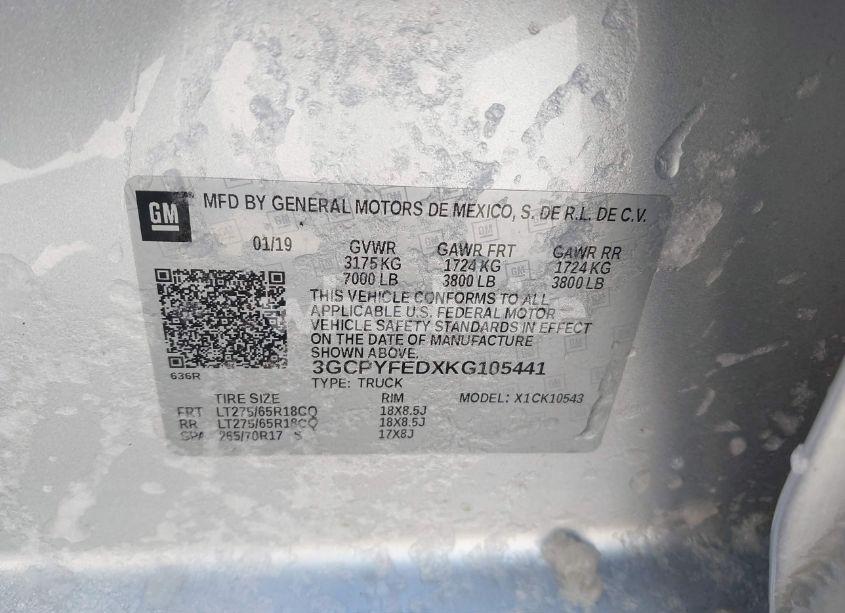 GM
MFD BY GENERAL MOTORS DE MEXICO, S. DE R.L. DE C.V.
01/19 GVWR GAWR FRT GAWR RR
3175 KG 1724 KG 1724 KG
7000 LB 3800 LB 3800 LB
THIS VEHICLE CONFORMS TO ALL
APPLICABLE U.S. FEDERAL MOTOR
VEHICLE SAFETY STANDARDS IN EFFECT
ON THE DATE OF MANUFACTURE
SHOWN ABOVE.
3GCPYFEDXKG105441
636R
TYPE: TRUCK
TIRE SIZE RIM MODEL: X1CK10543
FRT LT275/65R18CQ 18X8.5J
RR LT275/65R18CQ 18X8.5J
SPA 265/70R17 S 17X8J